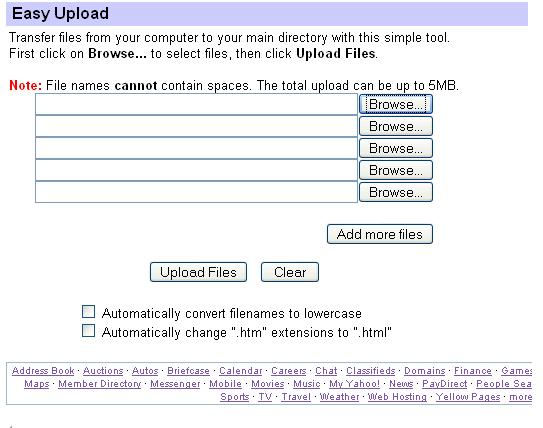 Easy Upload
Transfer files from your computer to your main directory with this simple tool.
First click on Browse... to select files, then click Upload Files.
Note: File names cannot contain spaces. The total upload can be up to 5MB.
Browse...
Browse...
Browse...
Browse...
Browse...
Add more files
Upload Files Clear
Automatically convert filenames to lowercase
Automatically change ".htm" extensions to ".html"
Address Book · Auctions · Autos · Briefcase · Calendar · Careers · Chat · Classifieds · Domains · Finance · Games
Maps · Member Directory · Messenger · Mobile · Movies · Music · My Yahoo! · News · PayDirect · People Sea
Sports · TV · Travel · Weather · Web Hosting · Yellow Pages · more